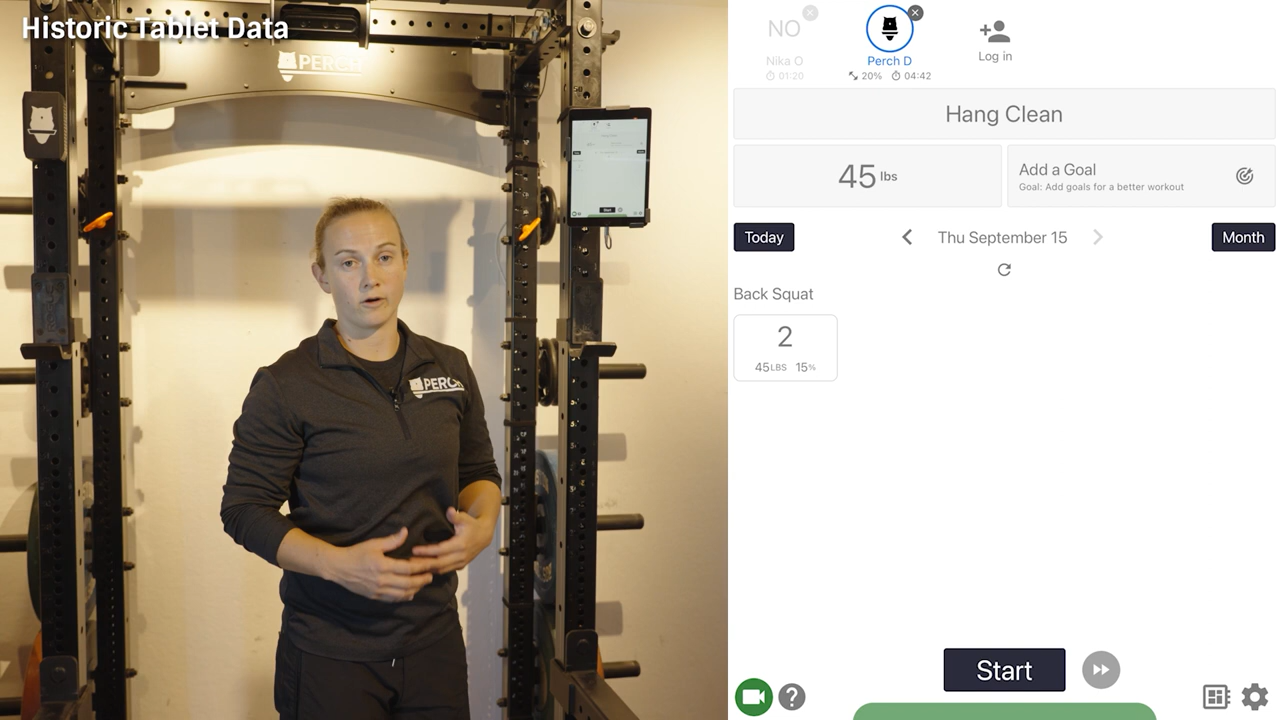 Historic Tablet Data
PERCH
PERCH
NO
Nika O
01:20
Perch D
20% 04:42
Log in
Hang Clean
45 lbs
Add a Goal
Goal: Add goals for a better workout
Today
Thu September 15
Month
Back Squat
2
45LBS 15%
Start
?